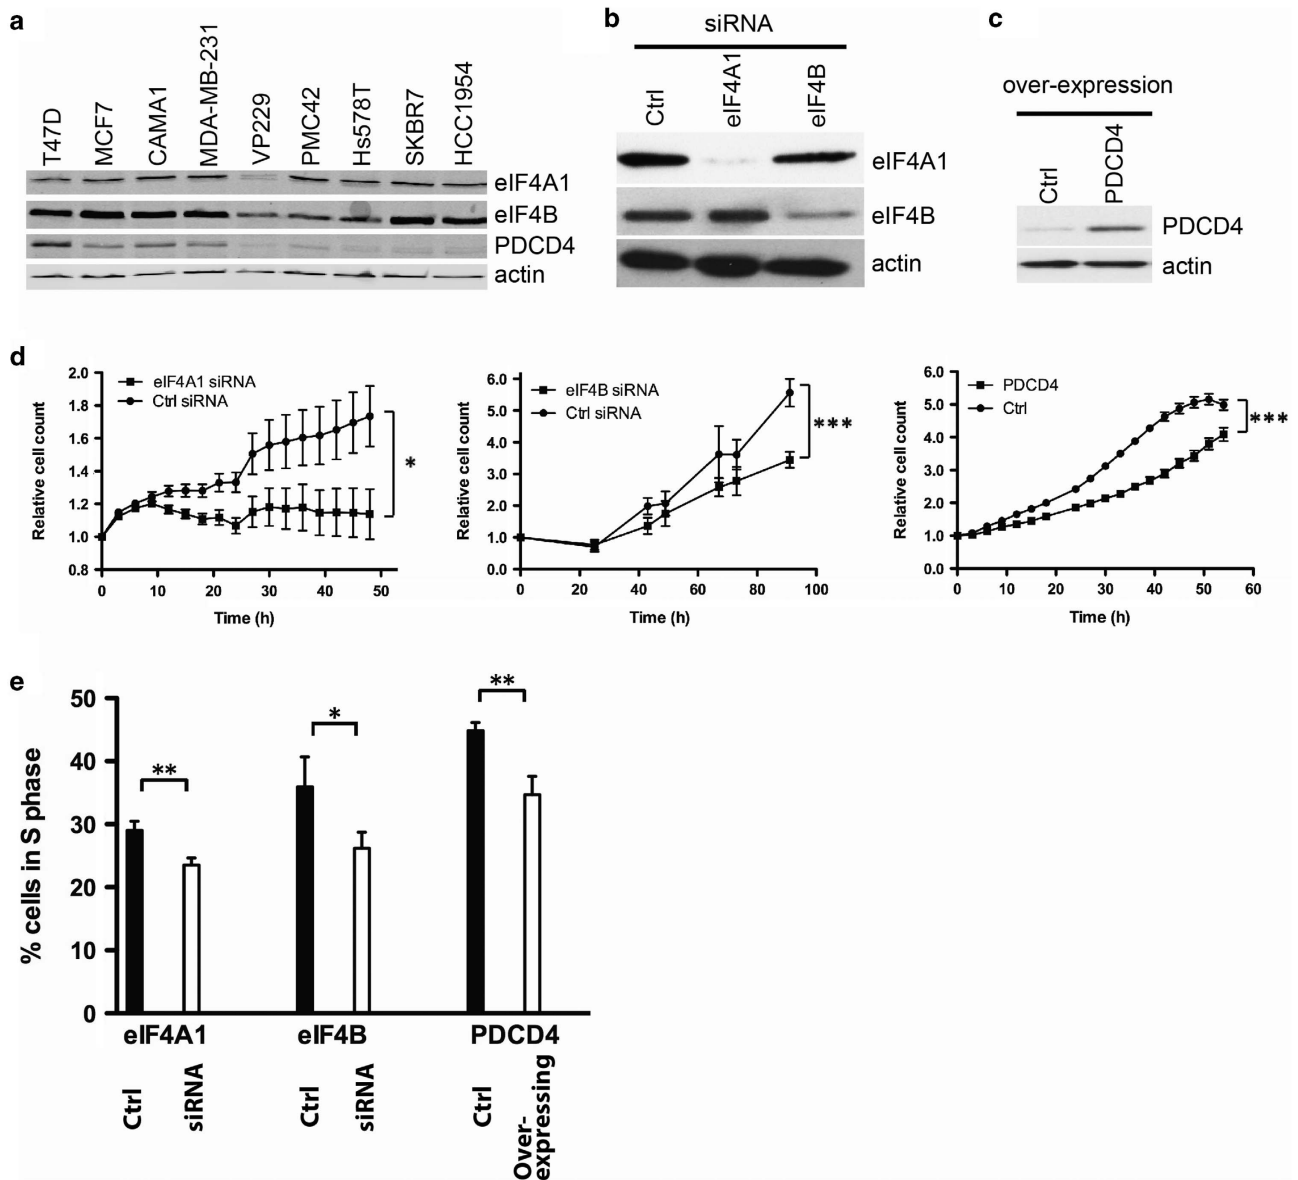 a
T47D
MCF7
CAMA1
MDA-MB-231
VP229
PMC42
Hs578T
SKBR7
HCC1954
eIF4A1
eIF4B
PDCD4
actin
b
siRNA
Ctrl
eIF4A1
eIF4B
eIF4A1
eIF4B
actin
c
over-expression
Ctrl
PDCD4
PDCD4
actin
d
Relative cell count
2.0
1.8
1.6
1.4
1.2
1.0
0.8
eIF4A1 siRNA
Ctrl siRNA
*
0 10 20 30 40 50
Time (h)
Relative cell count
6.0
5.0
4.0
3.0
2.0
1.0
0.0
eIF4B siRNA
Ctrl siRNA
***
0 20 40 60 80 100
Time (h)
Relative cell count
6.0
5.0
4.0
3.0
2.0
1.0
0.0
PDCD4
Ctrl
***
0 10 20 30 40 50 60
Time (h)
e
% cells in S phase
50
40
30
20
10
0
**
*
**
eIF4A1 eIF4B PDCD4
Ctrl
siRNA
Ctrl
siRNA
Ctrl
Over-
expressing